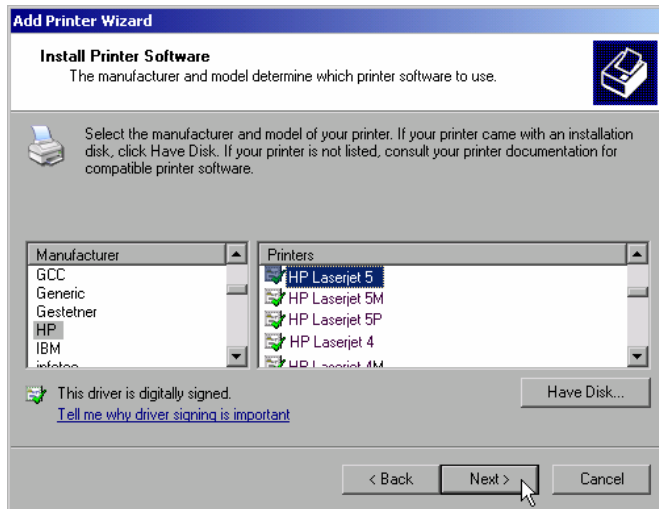 Add Printer Wizard
Install Printer Software
The manufacturer and model determine which printer software to use.
Select the manufacturer and model of your printer. If your printer came with an installation
disk, click Have Disk. If your printer is not listed, consult your printer documentation for
compatible printer software.
Manufacturer
GCC
Generic
Gestetner
HP
IBM
infotec
Printers
HP Laserjet 5
HP Laserjet 5M
HP Laserjet 5P
HP Laserjet 4
HP Laserjet 4M
This driver is digitally signed.
Tell me why driver signing is important
Have Disk...
< Back
Next >
Cancel